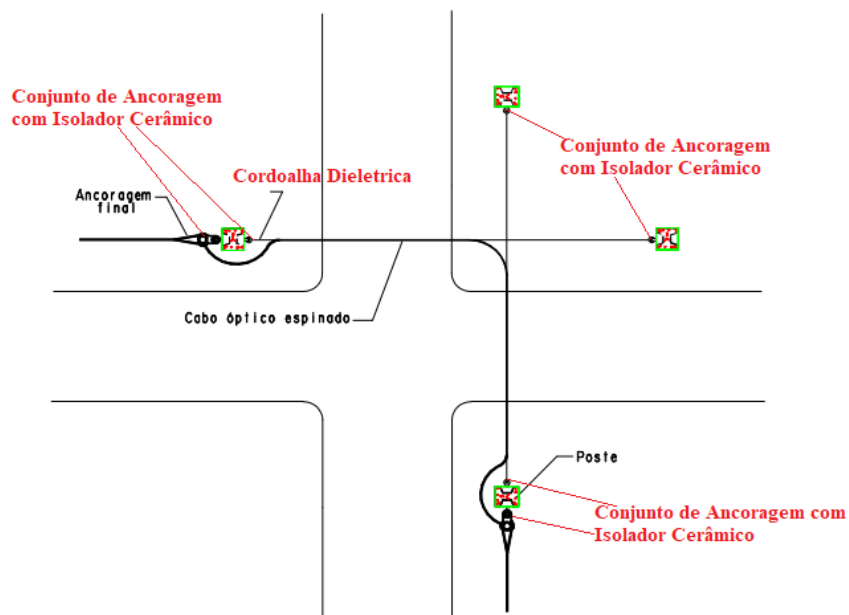 Conjunto de Ancoragem
com Isolador Cerâmico
Conjunto de Ancoragem
com Isolador Cerâmico
Cordoalha Dieletrica
Ancoragem
final
Cabo óptico espinado
Poste
Conjunto de Ancoragem com
Isolador Cerâmico